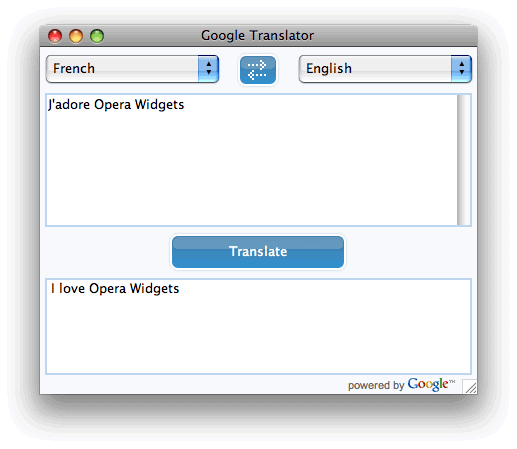 Google Translator
French
English
J'adore Opera Widgets
Translate
I love Opera Widgets
powered by Google™